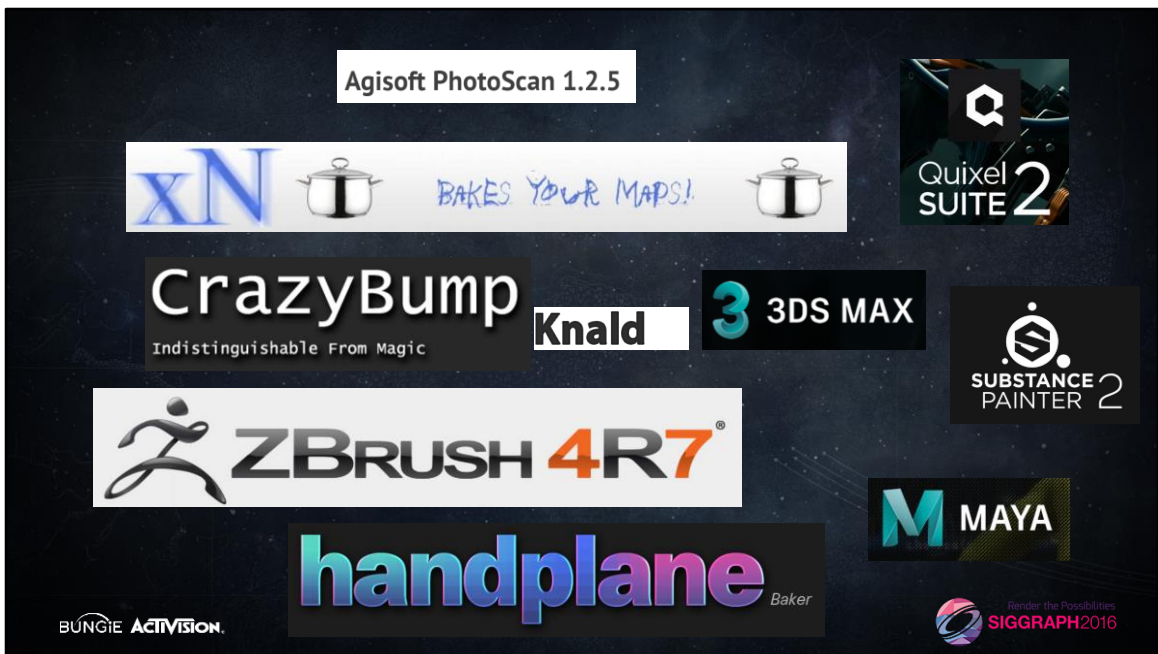 Agisoft PhotoScan 1.2.5
Quixel
SUITE 2
xN BAKES YOUR MAPS!
CrazyBump
Indistinguishable From Magic
Knald
3 3DS MAX
SUBSTANCE
PAINTER 2
ZBRUSH 4R7®
M MAYA
handplane
Baker
BUNGiE ACTIVISION.
Render the Possibilities
SIGGRAPH2016